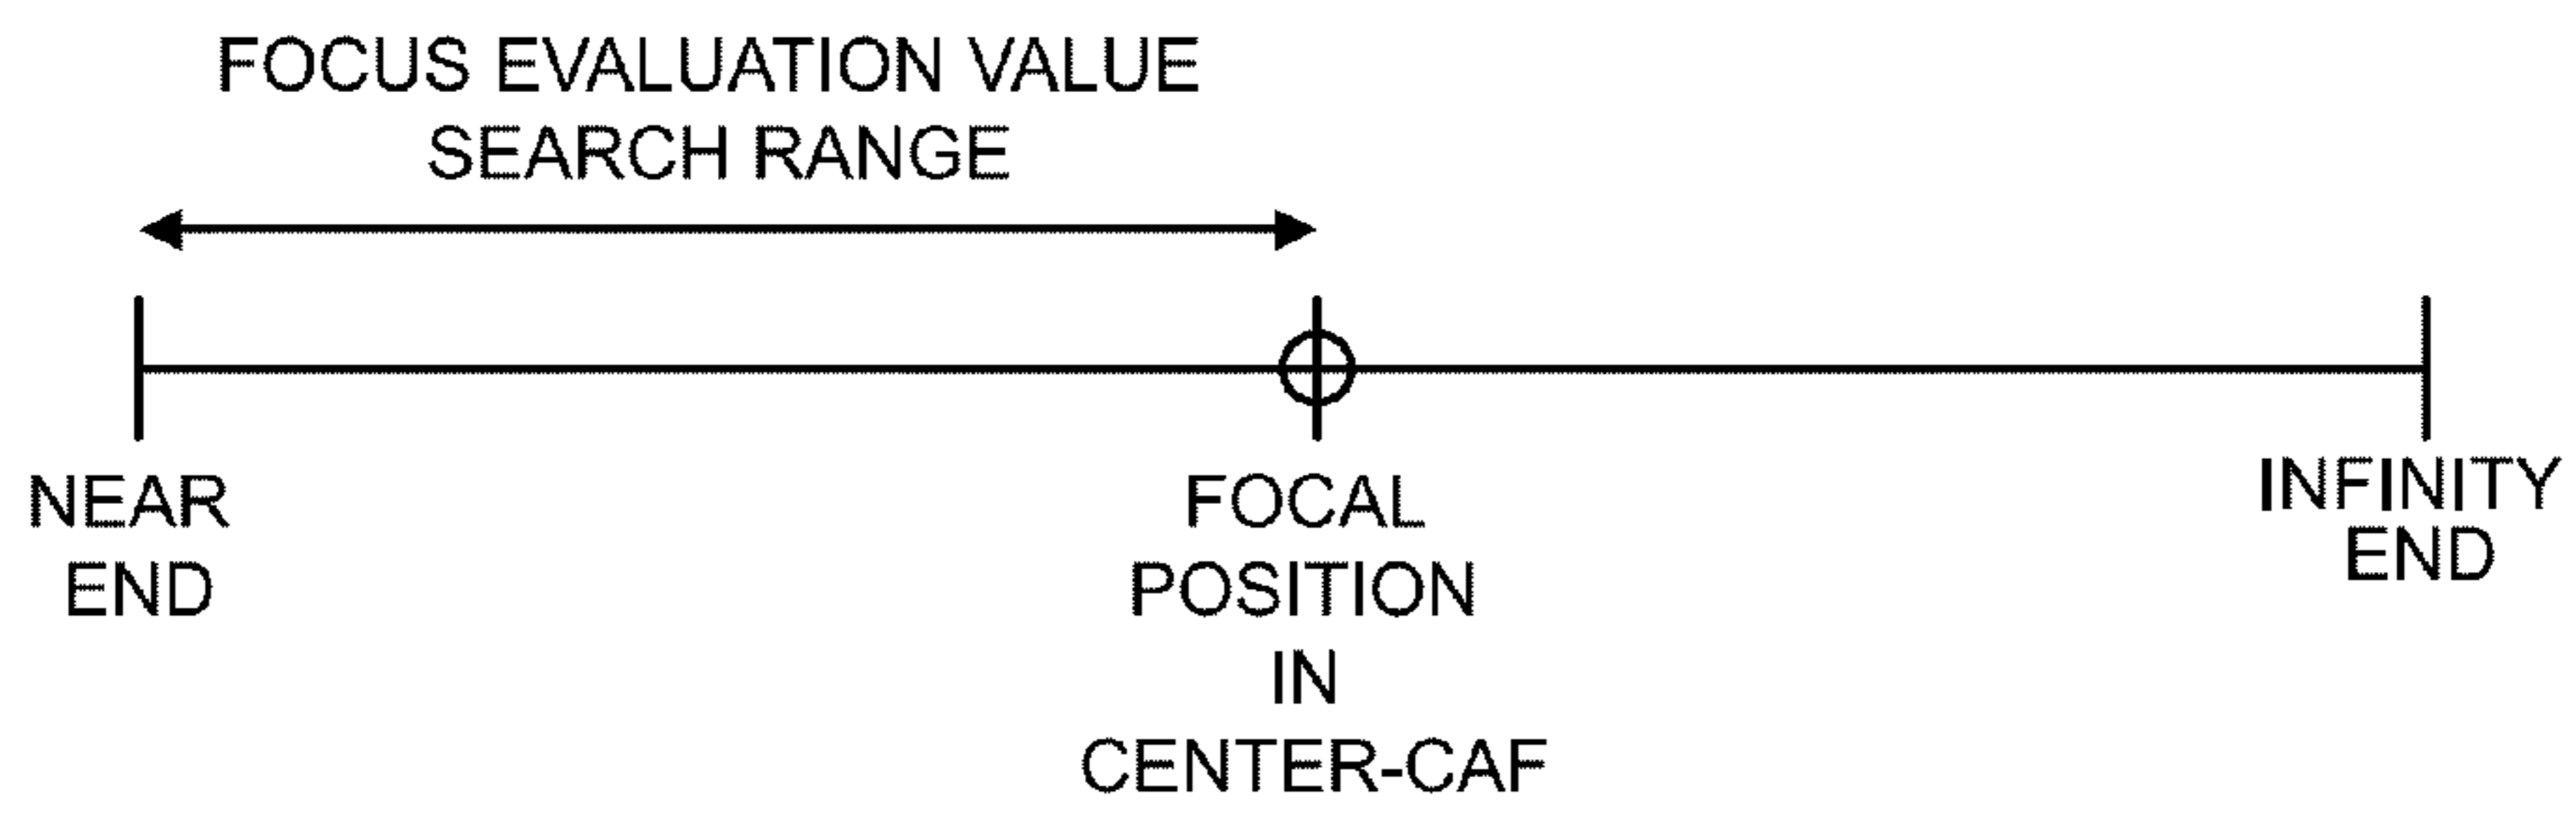 FOCUS EVALUATION VALUE
SEARCH RANGE
NEAR
END
FOCAL
POSITION
IN
CENTER-CAF
INFINITY
END